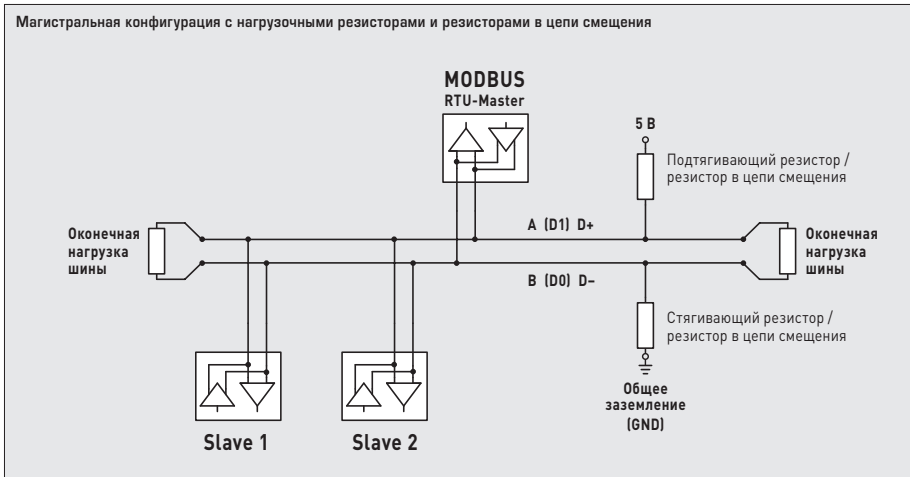 Магистральная конфигурация с нагрузочными резисторами и резисторами в цепи смещения
MODBUS
RTU-Master
5 В
Подтягивающий резистор /
резистор в цепи смещения
Оконечная
нагрузка
шины
A (D1) D+
Оконечная
нагрузка
шины
B (D0) D–
Стягивающий резистор /
резистор в цепи смещения
Общее
заземление
(GND)
Slave 1
Slave 2